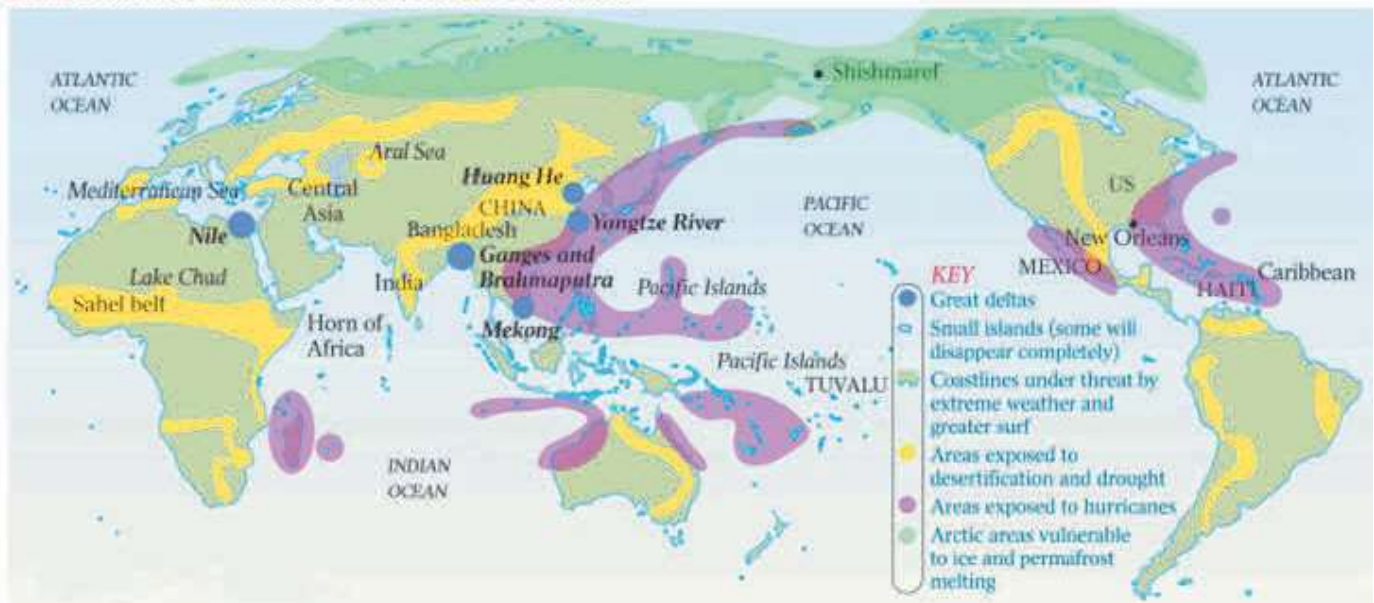 ATLANTIC
OCEAN
Shishmaref
ATLANTIC
OCEAN
Aral Sea
Mediterranean Sea
Central
Asia
Huang He
CHINA
US
Nile
Bangladesh
Yangtze River
PACIFIC
OCEAN
New Orleans
Lake Chad
India
Ganges and
Brahmaputra
Pacific Islands
MEXICO
Caribbean
HAITI
Sahel belt
Horn of
Africa
Mekong
Pacific Islands
TUVALU
INDIAN
OCEAN
KEY
Great deltas
Small islands (some will
disappear completely)
Coastlines under threat by
extreme weather and
greater surf
Areas exposed to
desertification and drought
Areas exposed to hurricanes
Arctic areas vulnerable
to ice and permafrost
melting